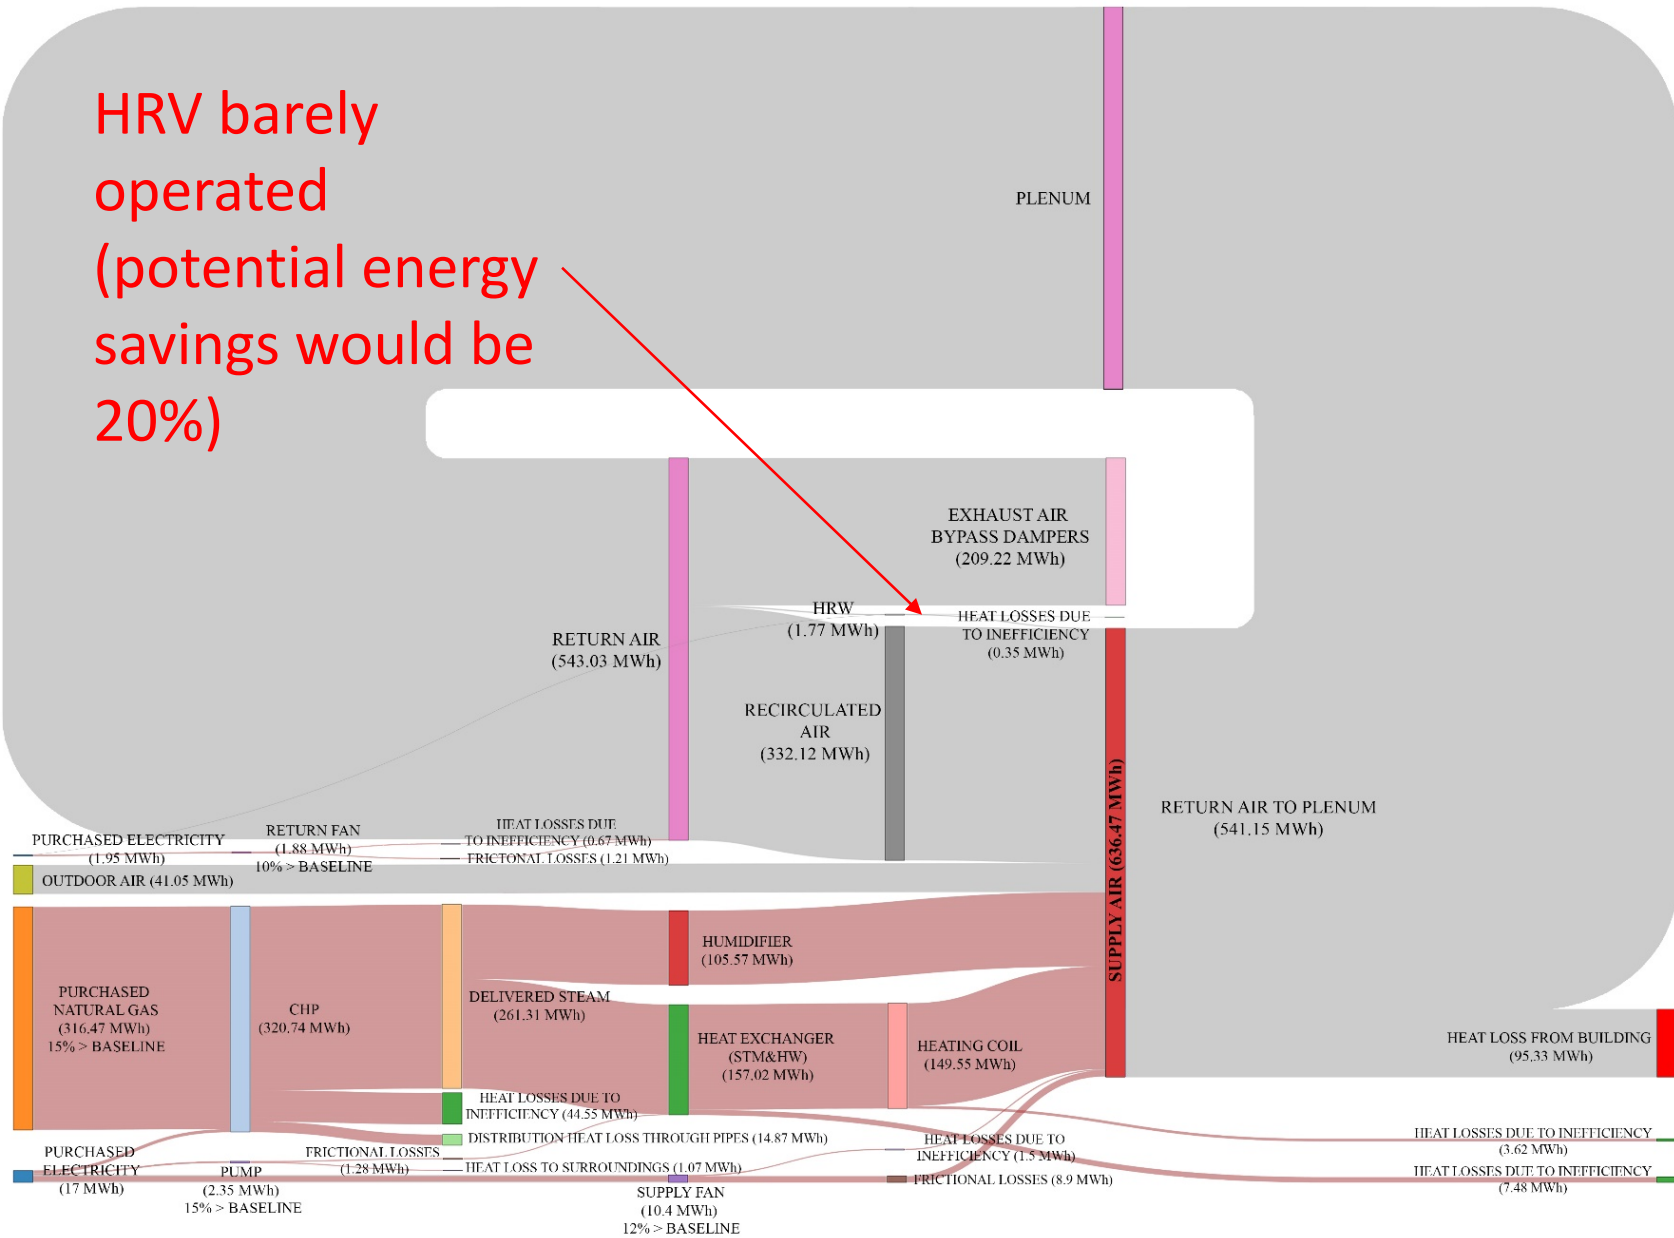 HRV barely
operated
(potential energy
savings would be
20%)
PLENUM
EXHAUST AIR
BYPASS DAMPERS
(209.22 MWh)
HRW
(1.77 MWh)
HEAT LOSSES DUE
TO INEFFICIENCY
(0.35 MWh)
RETURN AIR
(543.03 MWh)
RECIRCULATED
AIR
(332.12 MWh)
SUPPLY AIR (636.47 MWh)
RETURN AIR TO PLENUM
(541.15 MWh)
PURCHASED ELECTRICITY
(1.95 MWh)
RETURN FAN
(1.88 MWh)
10% > BASELINE
HEAT LOSSES DUE
TO INEFFICIENCY (0.67 MWh)
FRICTONAL LOSSES (1.21 MWh)
OUTDOOR AIR (41.05 MWh)
PURCHASED
NATURAL GAS
(316.47 MWh)
15% > BASELINE
CHP
(320.74 MWh)
DELIVERED STEAM
(261.31 MWh)
HUMIDIFIER
(105.57 MWh)
HEAT EXCHANGER
(STM&HW)
(157.02 MWh)
HEATING COIL
(149.55 MWh)
HEAT LOSS FROM BUILDING
(95.33 MWh)
HEAT LOSSES DUE TO
INEFFICIENCY (44.55 MWh)
DISTRIBUTION HEAT LOSS THROUGH PIPES (14.87 MWh)
PURCHASED
ELECTRICITY
(17 MWh)
PUMP
(2.35 MWh)
15% > BASELINE
FRICTIONAL LOSSES
(1.28 MWh)
HEAT LOSS TO SURROUNDINGS (1.07 MWh)
SUPPLY FAN
(10.4 MWh)
12% > BASELINE
HEAT LOSSES DUE TO
INEFFICIENCY (1.5 MWh)
FRICTIONAL LOSSES (8.9 MWh)
HEAT LOSSES DUE TO INEFFICIENCY
(3.62 MWh)
HEAT LOSSES DUE TO INEFFICIENCY
(7.48 MWh)